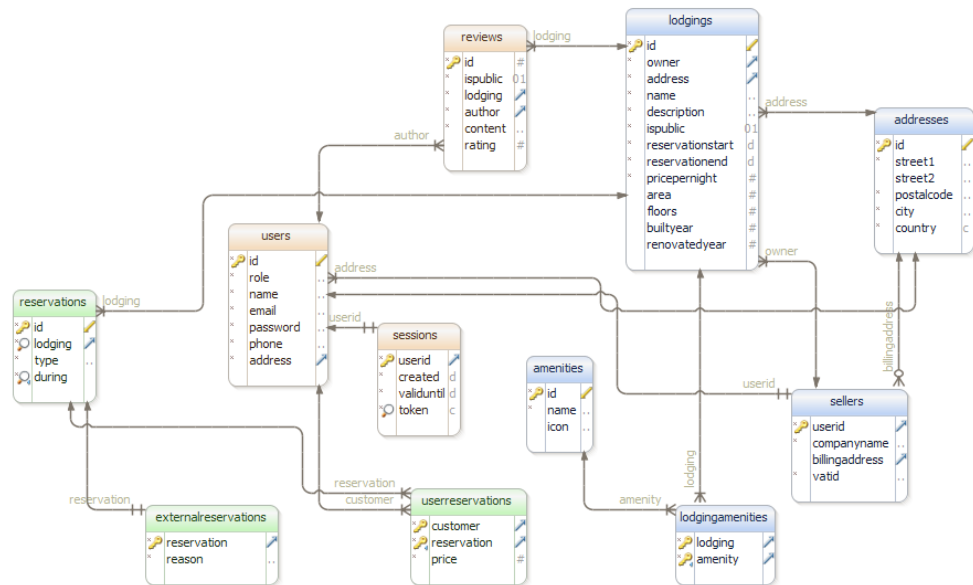 lodgings
id
owner
address
name
description
ispublic 01
reservationstart d
reservationend d
pricepernight #
area #
floors #
builtyear #
renovatedyear #
reviews
id #
ispublic 01
lodging
author
content
rating #
lodging
author
address
addresses
id
street1
street2
postalcode
city
country c
users
id
role
name
email
password
phone
address
address
userid
owner
reservations
id
lodging
type
during
lodging
sessions
userid
created d
validuntil d
token c
amenities
id
name
icon
billingaddress
userid
sellers
userid
companyname
billingaddress
vatid
reservation
customer
lodging
amenity
reservation
externalreservations
reservation
reason
userreservations
customer
reservation
price #
lodgingamenities
lodging
amenity